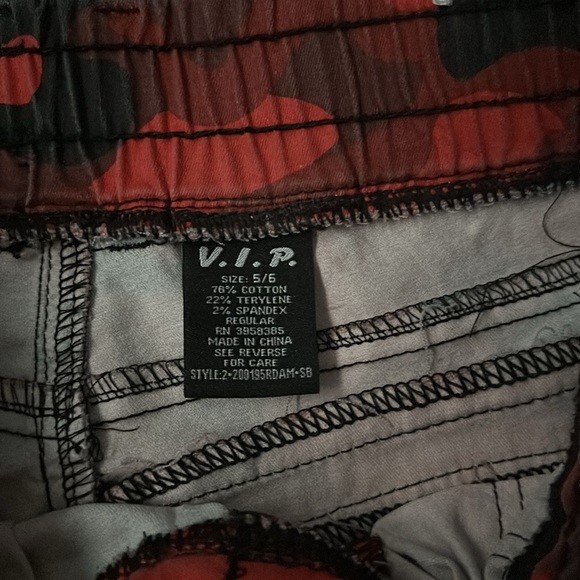 V.I.P.
SIZE: 5/6
76% COTTON
22% TERYLENE
2% SPANDEX
REGULAR
RN 3958385
MADE IN CHINA
SEE REVERSE
FOR CARE
STYLE:2-200195RDAM-SB